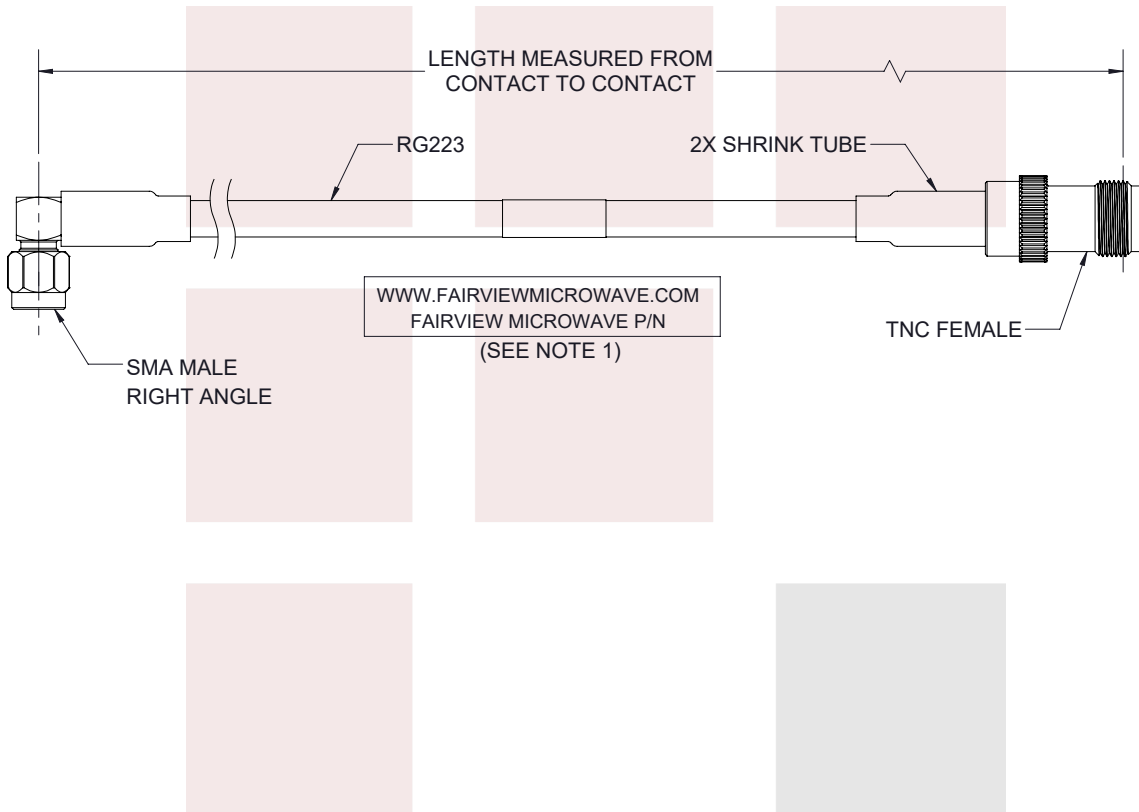 LENGTH MEASURED FROM
CONTACT TO CONTACT
RG223
2X SHRINK TUBE
WWW.FAIRVIEWMICROWAVE.COM
FAIRVIEW MICROWAVE P/N
(SEE NOTE 1)
TNC FEMALE
SMA MALE
RIGHT ANGLE